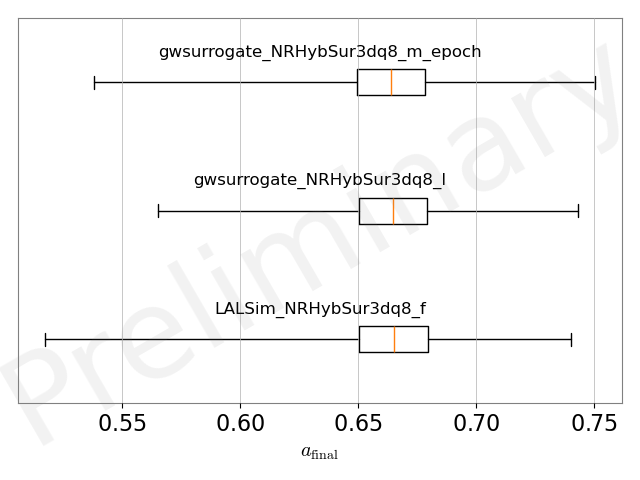 gwsurrogate_NRHybSur3dq8_m_epoch
gwsurrogate_NRHybSur3dq8_l
LALSim_NRHybSur3dq8_f
Preliminary
0.55 0.60 0.65 0.70 0.75
a_final